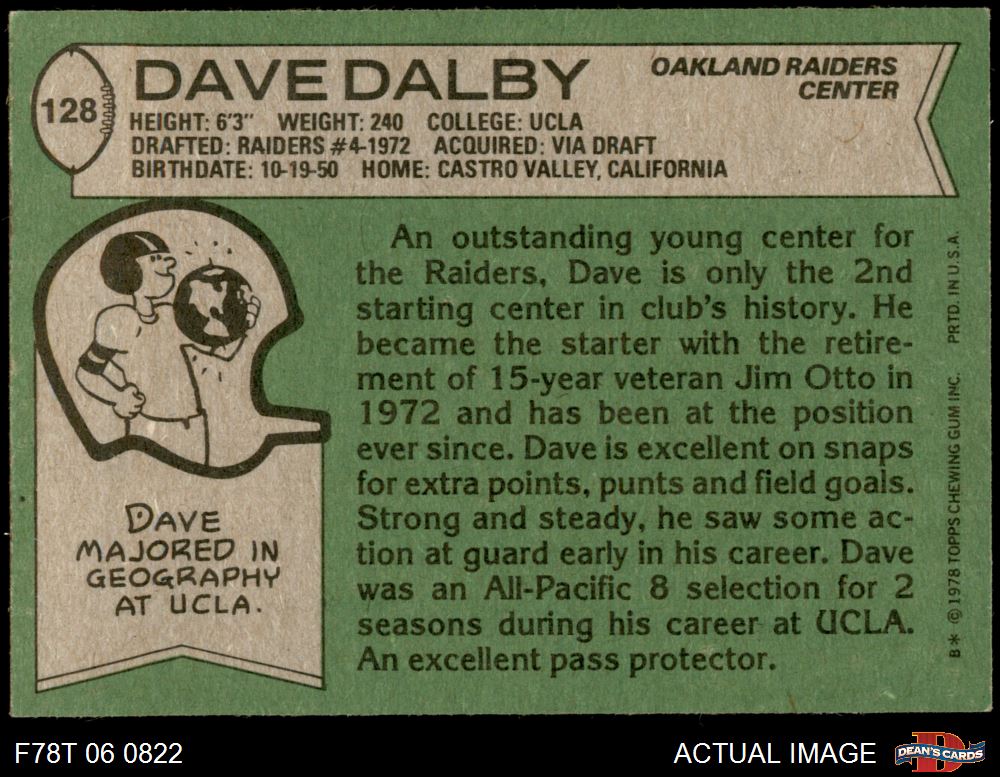 128
DAVE DALBY
OAKLAND RAIDERS
CENTER
HEIGHT: 6'3" WEIGHT: 240 COLLEGE: UCLA
DRAFTED: RAIDERS #4-1972 ACQUIRED: VIA DRAFT
BIRTHDATE: 10-19-50 HOME: CASTRO VALLEY, CALIFORNIA
An outstanding young center for
the Raiders, Dave is only the 2nd
starting center in club's history. He
became the starter with the retire-
ment of 15-year veteran Jim Otto in
1972 and has been at the position
ever since. Dave is excellent on snaps
for extra points, punts and field goals.
Strong and steady, he saw some ac-
tion at guard early in his career. Dave
was an All-Pacific 8 selection for 2
seasons during his career at UCLA.
An excellent pass protector.
DAVE
MAJORED IN
GEOGRAPHY
AT UCLA.
B* © 1978 TOPPS CHEWING GUM INC. PRTD. IN U.S.A.
F78T 06 0822
ACTUAL IMAGE
D
DEAN'S CARDS